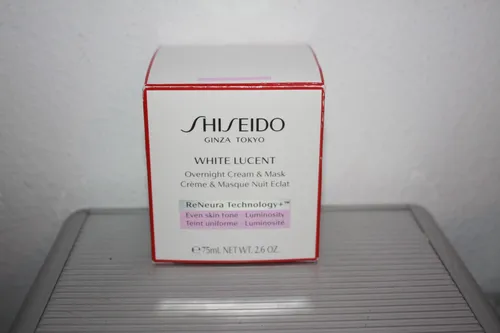 SHISEIDO
GINZA TOKYO
WHITE LUCENT
Overnight Cream & Mask
Crème & Masque Nuit Eclat
ReNeura Technology+™
Even skin tone · Luminosity
Teint uniforme · Luminosité
℮75mL NET WT. 2.6 OZ.